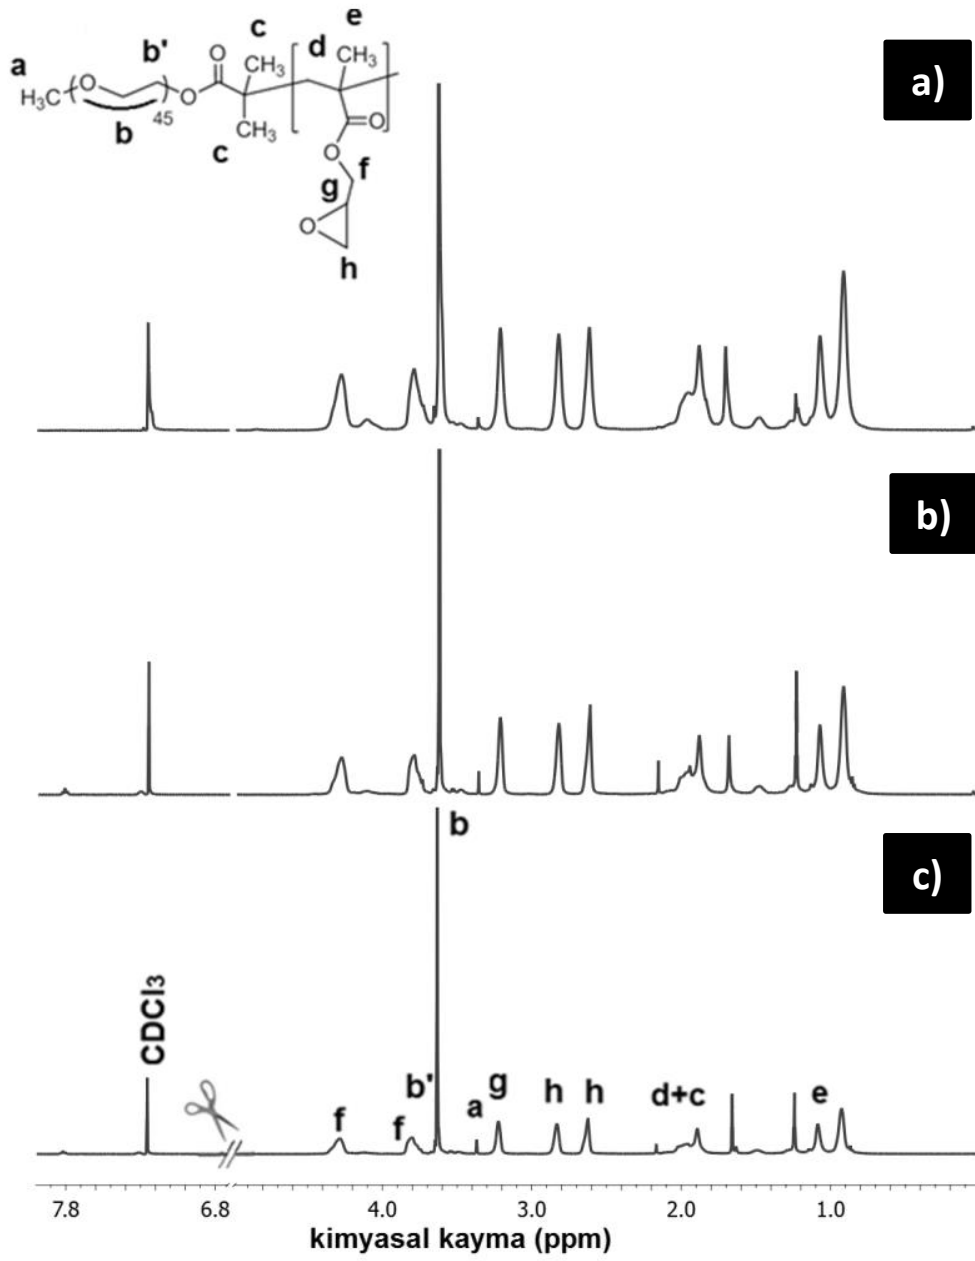 e
c
a)
d
b'
O
CH₃
CH₃
a
O
H₃C
O
O
45
b
CH₃
c
O
f
g
O
h
b)
b
c)
CDCl₃
b'
g
h
h
d+c
e
f
f
a
7.8
6.8
4.0
3.0
2.0
1.0
kimyasal kayma (ppm)